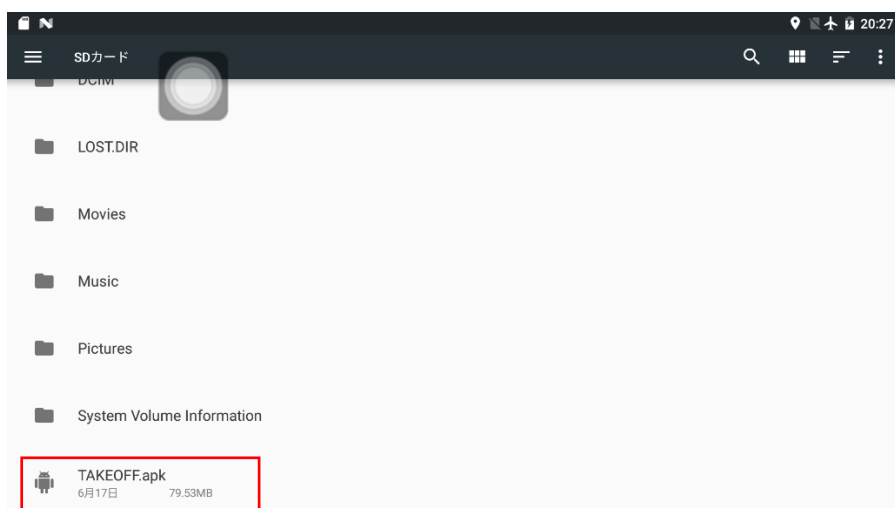 20:27
SDカード
DCIM
LOST.DIR
Movies
Music
Pictures
System Volume Information
TAKEOFF.apk
6月17日 79.53MB